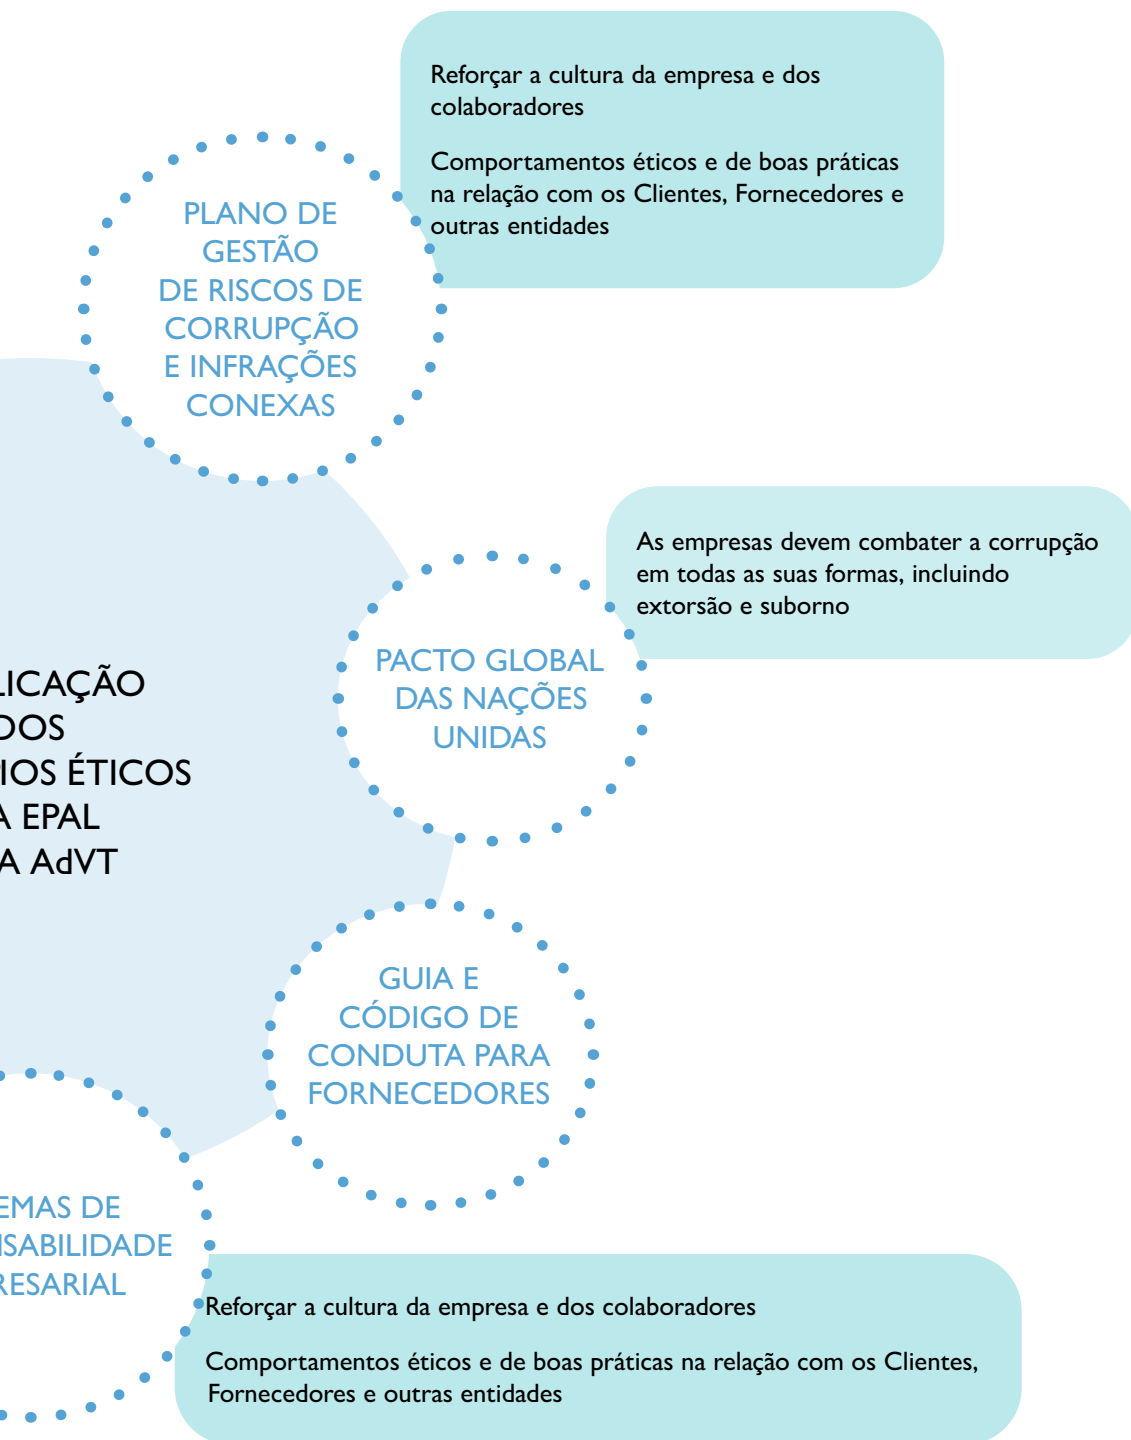 Reforçar a cultura da empresa e dos
colaboradores
Comportamentos éticos e de boas práticas
na relação com os Clientes, Fornecedores e
outras entidades
PLANO DE
GESTÃO
DE RISCOS DE
CORRUPÇÃO
E INFRAÇÕES
CONEXAS
As empresas devem combater a corrupção
em todas as suas formas, incluindo
extorsão e suborno
PACTO GLOBAL
DAS NAÇÕES
UNIDAS
LICAÇÃO
DOS
PIOS ÉTICOS
A EPAL
A AdVT
GUIA E
CÓDIGO DE
CONDUTA PARA
FORNECEDORES
EMAS DE
NSABILIDADE
RESARIAL
Reforçar a cultura da empresa e dos colaboradores
Comportamentos éticos e de boas práticas na relação com os Clientes,
Fornecedores e outras entidades